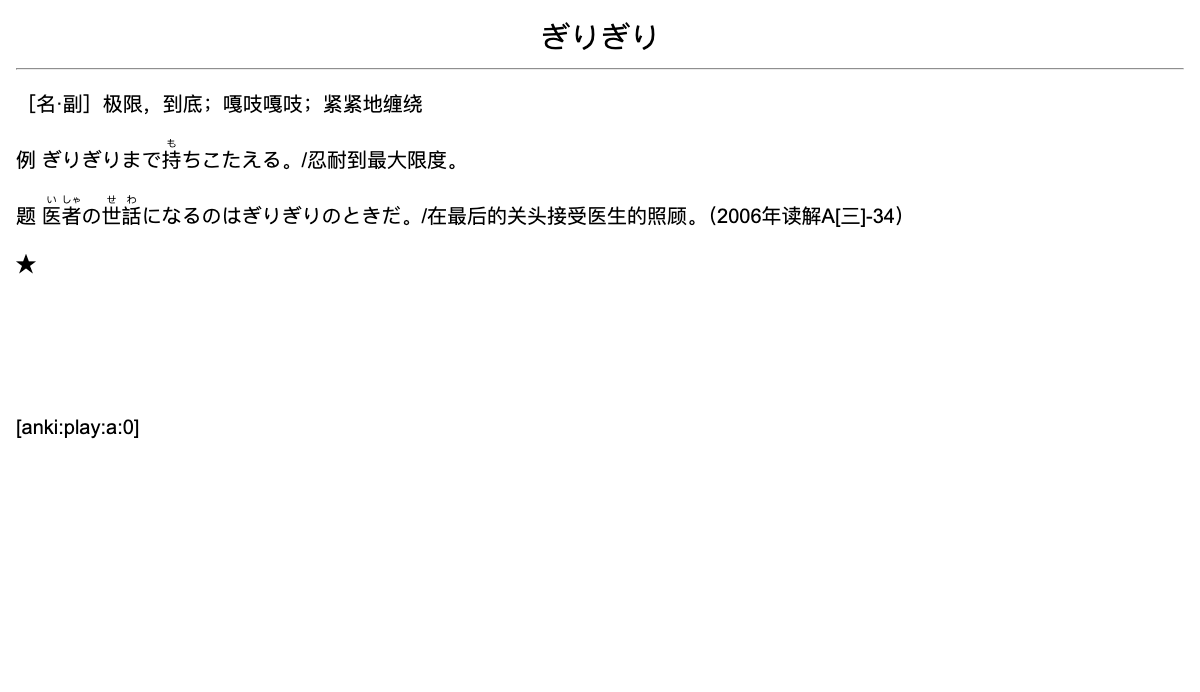 ぎりぎり
［名·副］极限，到底；嘎吱嘎吱；紧紧地缠绕
例 ぎりぎりまで持ちこたえる。/忍耐到最大限度。
も
题 医者の世話になるのはぎりぎりのときだ。/在最后的关头接受医生的照顾。（2006年读解A[三]-34）
い しゃ せ わ
★
[anki:play:a:0]